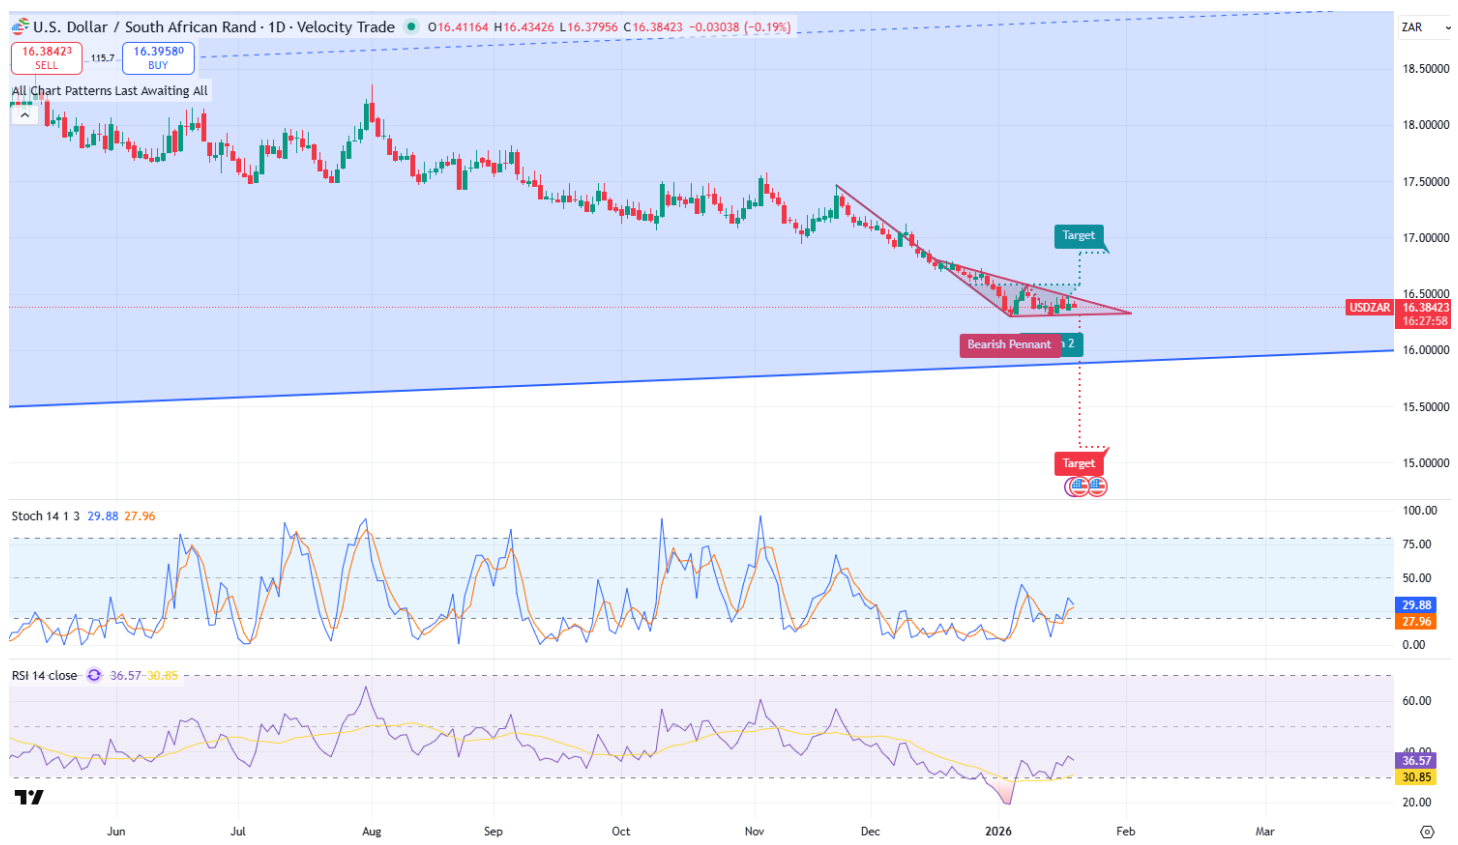 U.S. Dollar / South African Rand · 1D · Velocity Trade O16.41164 H16.43426 L16.37956 C16.38423 −0.03038 (−0.19%)
ZAR
16.38423
SELL
115.7
16.39580
BUY
All Chart Patterns Last Awaiting All
18.50000
18.00000
17.50000
17.00000
16.50000
16.00000
15.50000
15.00000
Target
USDZAR
16.38423
16:27:58
Bearish Pennant
2
Target
Stoch 14 1 3 29.88 27.96
100.00
75.00
50.00
29.88
27.96
0.00
RSI 14 close 36.57 30.85
60.00
40.00
36.57
30.85
20.00
Jun Jul Aug Sep Oct Nov Dec 2026 Feb Mar